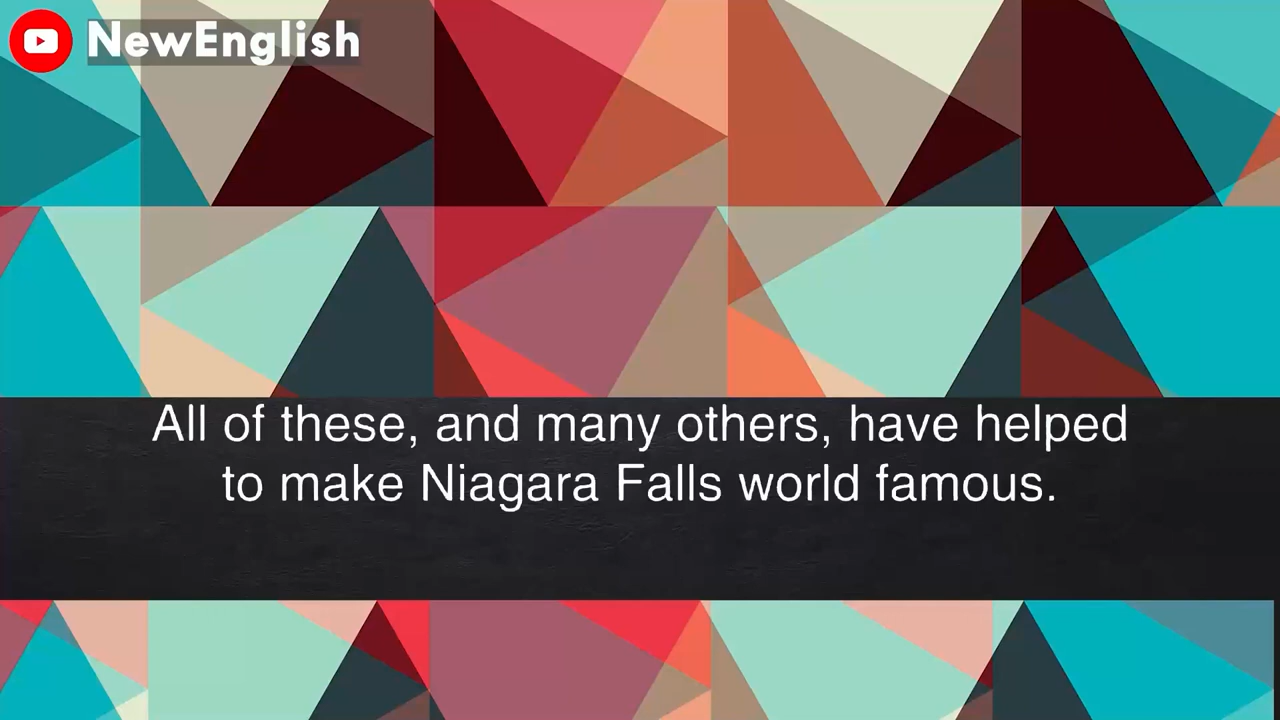 NewEnglish
All of these, and many others, have helped
to make Niagara Falls world famous.